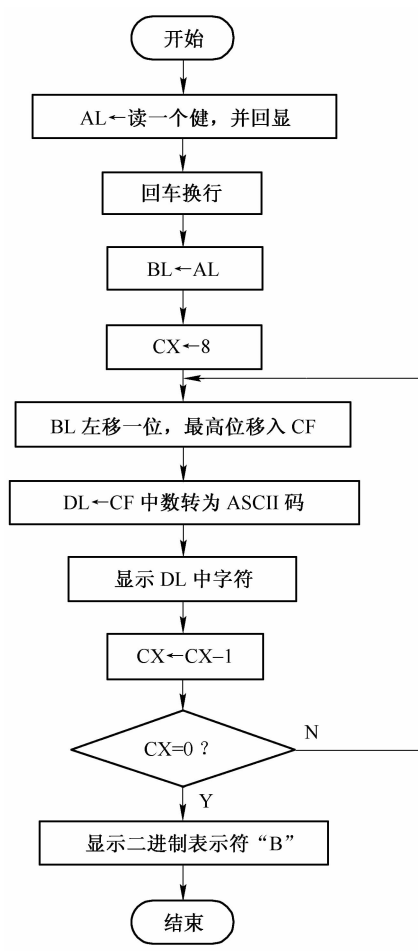 开始
AL←读一个健，并回显
回车换行
BL←AL
CX←8
BL 左移一位，最高位移入 CF
DL←CF 中数转为 ASCII 码
显示 DL 中字符
CX←CX–1
CX=0？
N
Y
显示二进制表示符“B”
结束